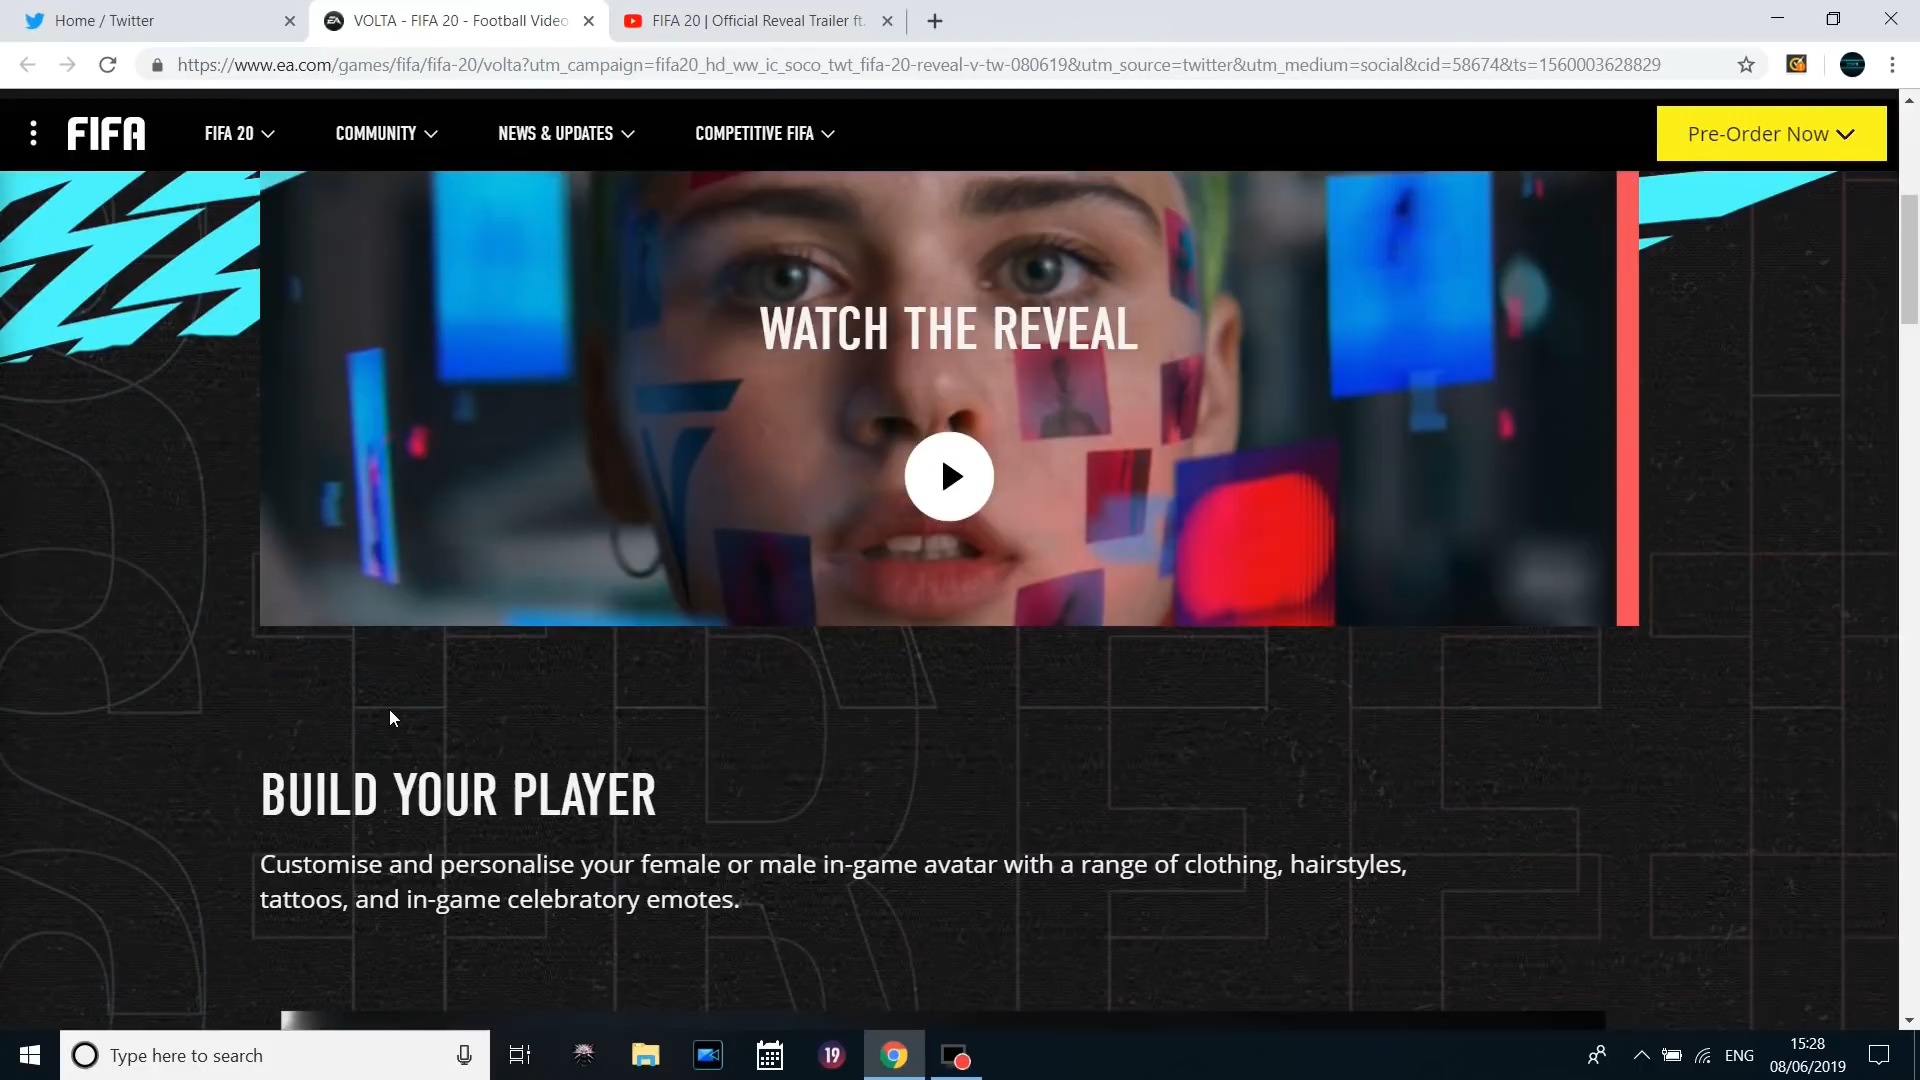 Home / Twitter
VOLTA - FIFA 20 - Football Video
FIFA 20 | Official Reveal Trailer ft.
https://www.ea.com/games/fifa/fifa-20/volta?utm_campaign=fifa20_hd_ww_ic_soco_twt_fifa-20-reveal-v-tw-080619&utm_source=twitter&utm_medium=social&cid=58674&ts=1560003628829
FIFA
FIFA 20
COMMUNITY
NEWS & UPDATES
COMPETITIVE FIFA
Pre-Order Now
WATCH THE REVEAL
BUILD YOUR PLAYER
Customise and personalise your female or male in-game avatar with a range of clothing, hairstyles,
tattoos, and in-game celebratory emotes.
Type here to search
19
ENG
15:28
08/06/2019